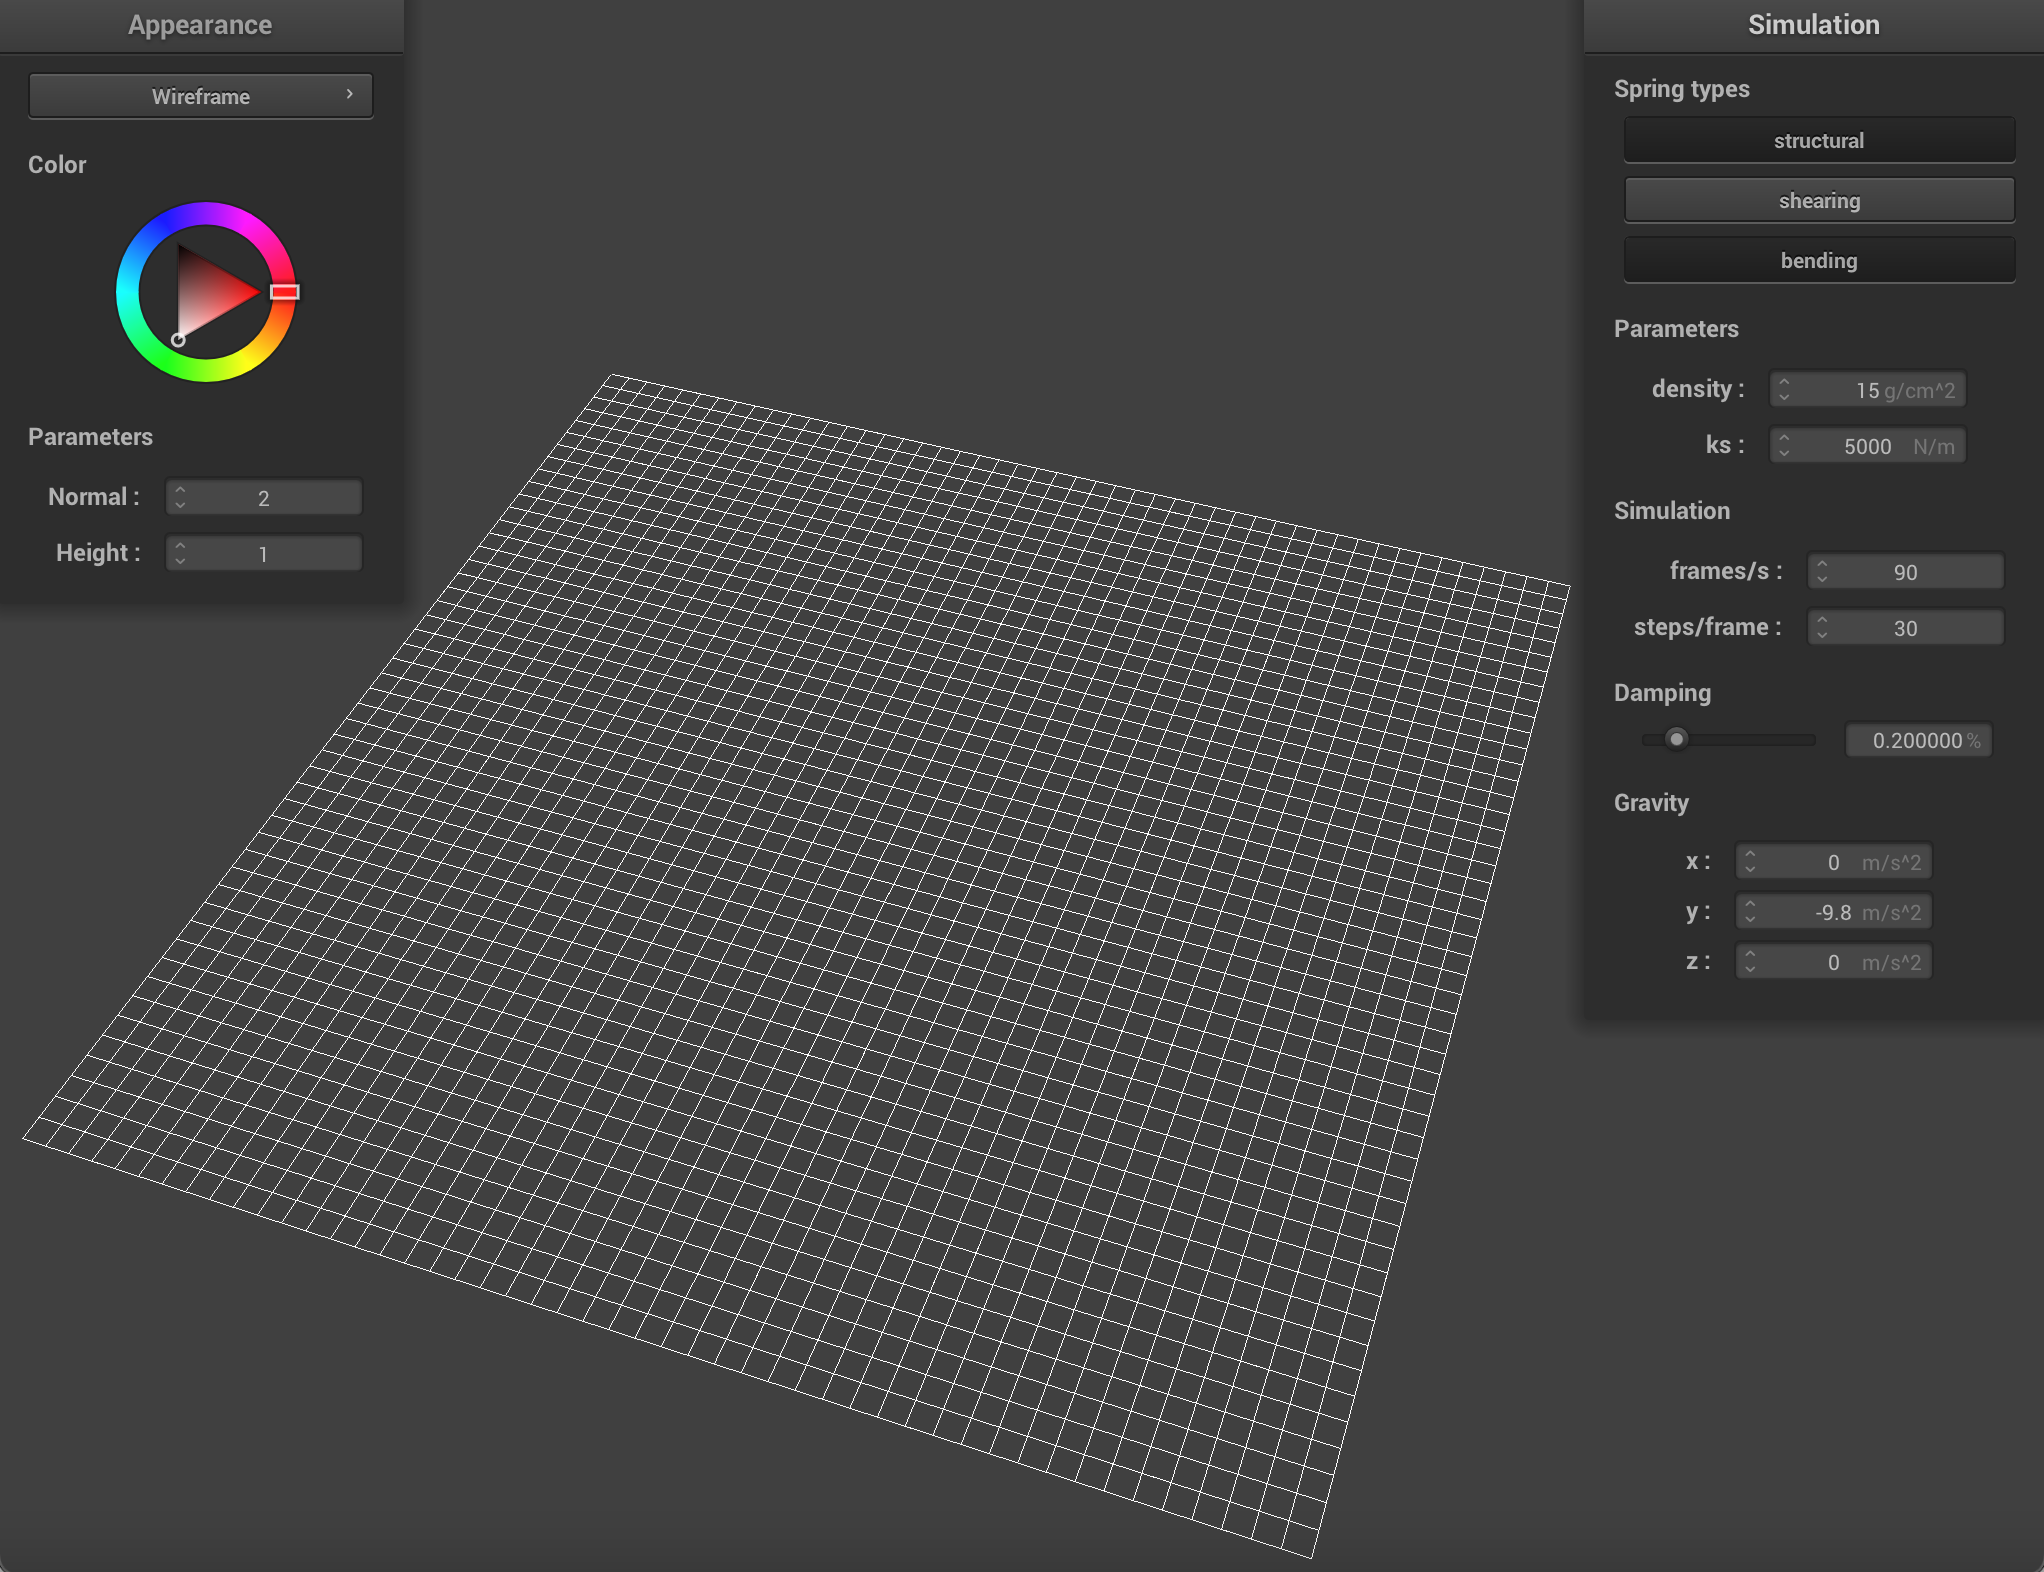 Appearance
Wireframe
Color
Parameters
Normal : 2
Height : 1
Simulation
Spring types
structural
shearing
bending
Parameters
density : 15 g/cm^2
ks : 5000 N/m
Simulation
frames/s : 90
steps/frame : 30
Damping
0.200000 %
Gravity
x : 0 m/s^2
y : -9.8 m/s^2
z : 0 m/s^2